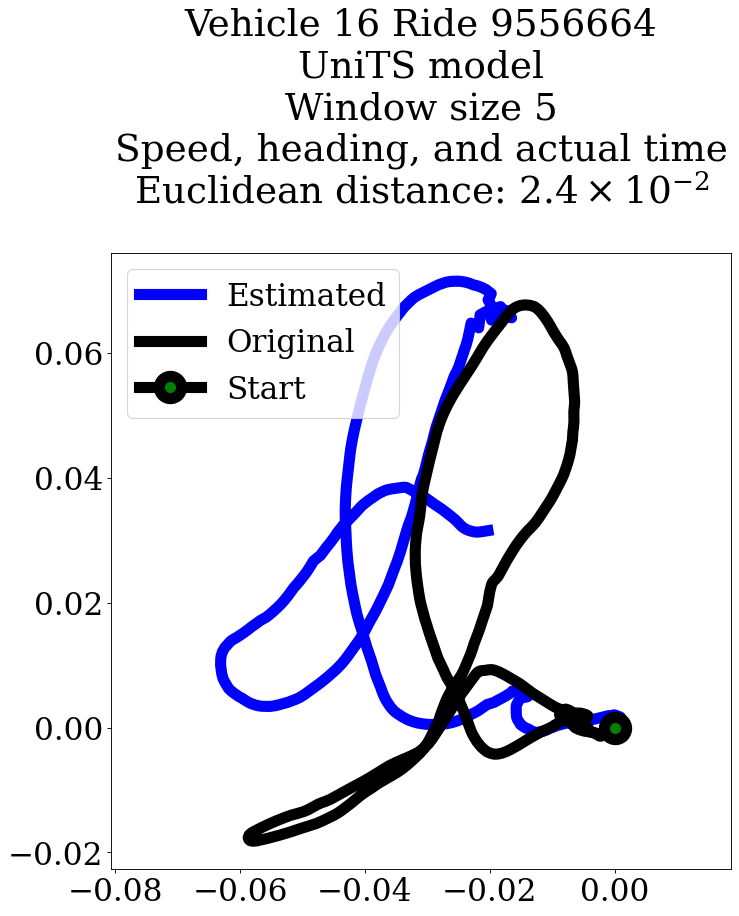 Vehicle 16 Ride 9556664
UniTS model
Window size 5
Speed, heading, and actual time
Euclidean distance: 2.4 × 10⁻²
Estimated
Original
Start
0.06
0.04
0.02
0.00
−0.02
−0.08 −0.06 −0.04 −0.02 0.00